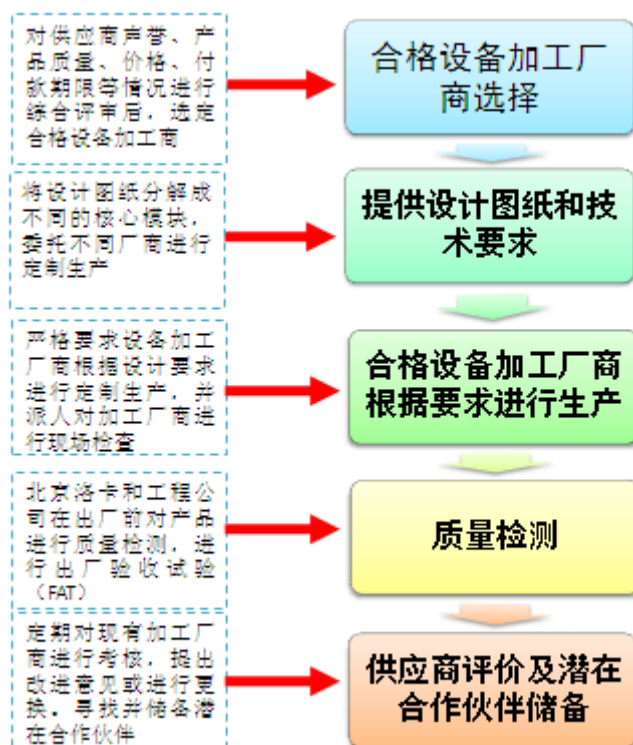 对供应商声誉、产
品质量、价格、付
款期限等情况进行
综合评审后，选定
合格设备加工商
合格设备加工厂
商选择
将设计图纸分解成
不同的核心模块，
委托不同厂商进行
定制生产
提供设计图纸和技
术要求
严格要求设备加工
厂商根据设计要求
进行定制生产，并
派人对加工厂商进
行现场检查
合格设备加工厂商
根据要求进行生产
北京洛卡和工程公
司在出厂前对产品
进行质量检测，进
行出厂验收试验
（FAT）
质量检测
定期对现有加工厂
商进行考核，提出
改进意见或进行更
换，寻找并储备潜
在合作伙伴
供应商评价及潜在
合作伙伴储备